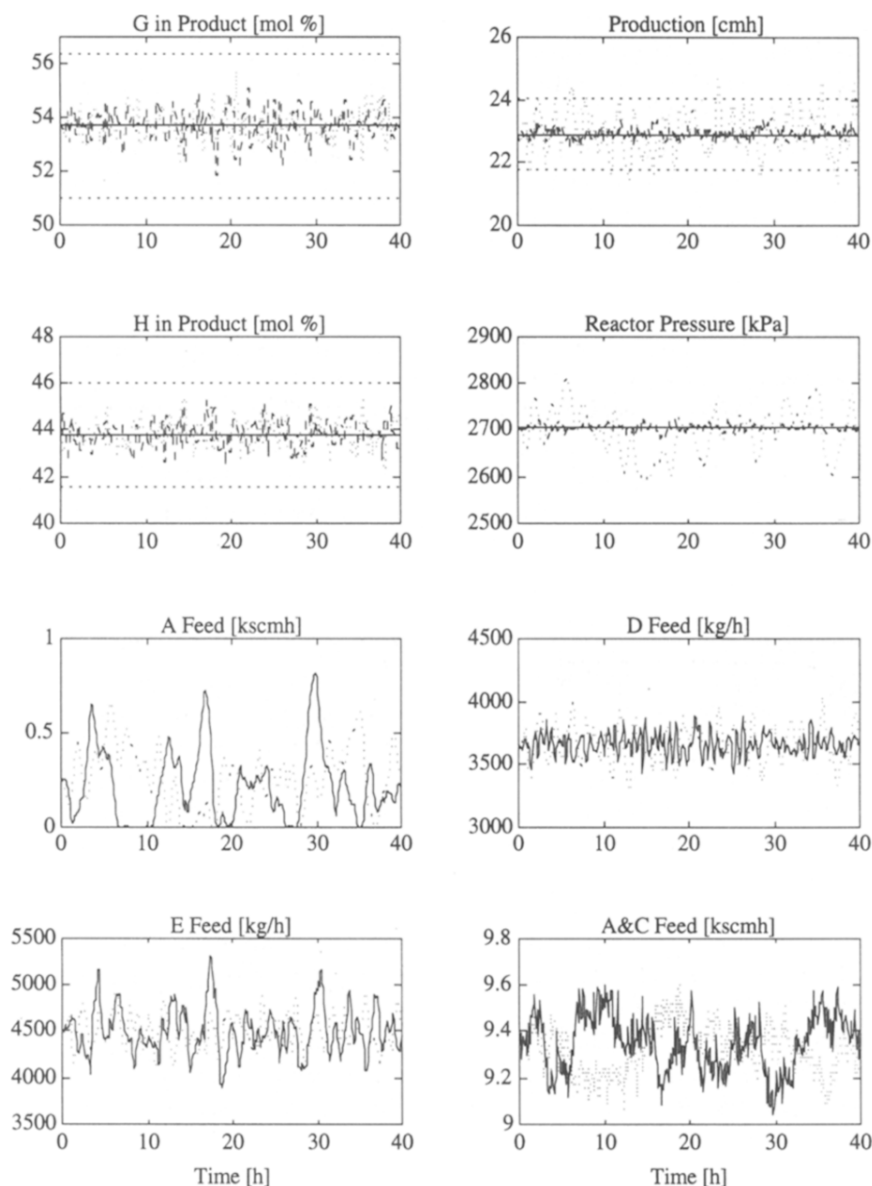 G in Product [mol %]
56
54
52
50
0 10 20 30 40
Production [cmh]
26
24
22
20
0 10 20 30 40
H in Product [mol %]
48
46
44
42
40
0 10 20 30 40
Reactor Pressure [kPa]
2900
2800
2700
2600
2500
0 10 20 30 40
A Feed [kscmh]
1
0.5
0
0 10 20 30 40
D Feed [kg/h]
4500
4000
3500
3000
0 10 20 30 40
E Feed [kg/h]
5500
5000
4500
4000
3500
0 10 20 30 40
Time [h]
A&C Feed [kscmh]
9.8
9.6
9.4
9.2
9
0 10 20 30 40
Time [h]